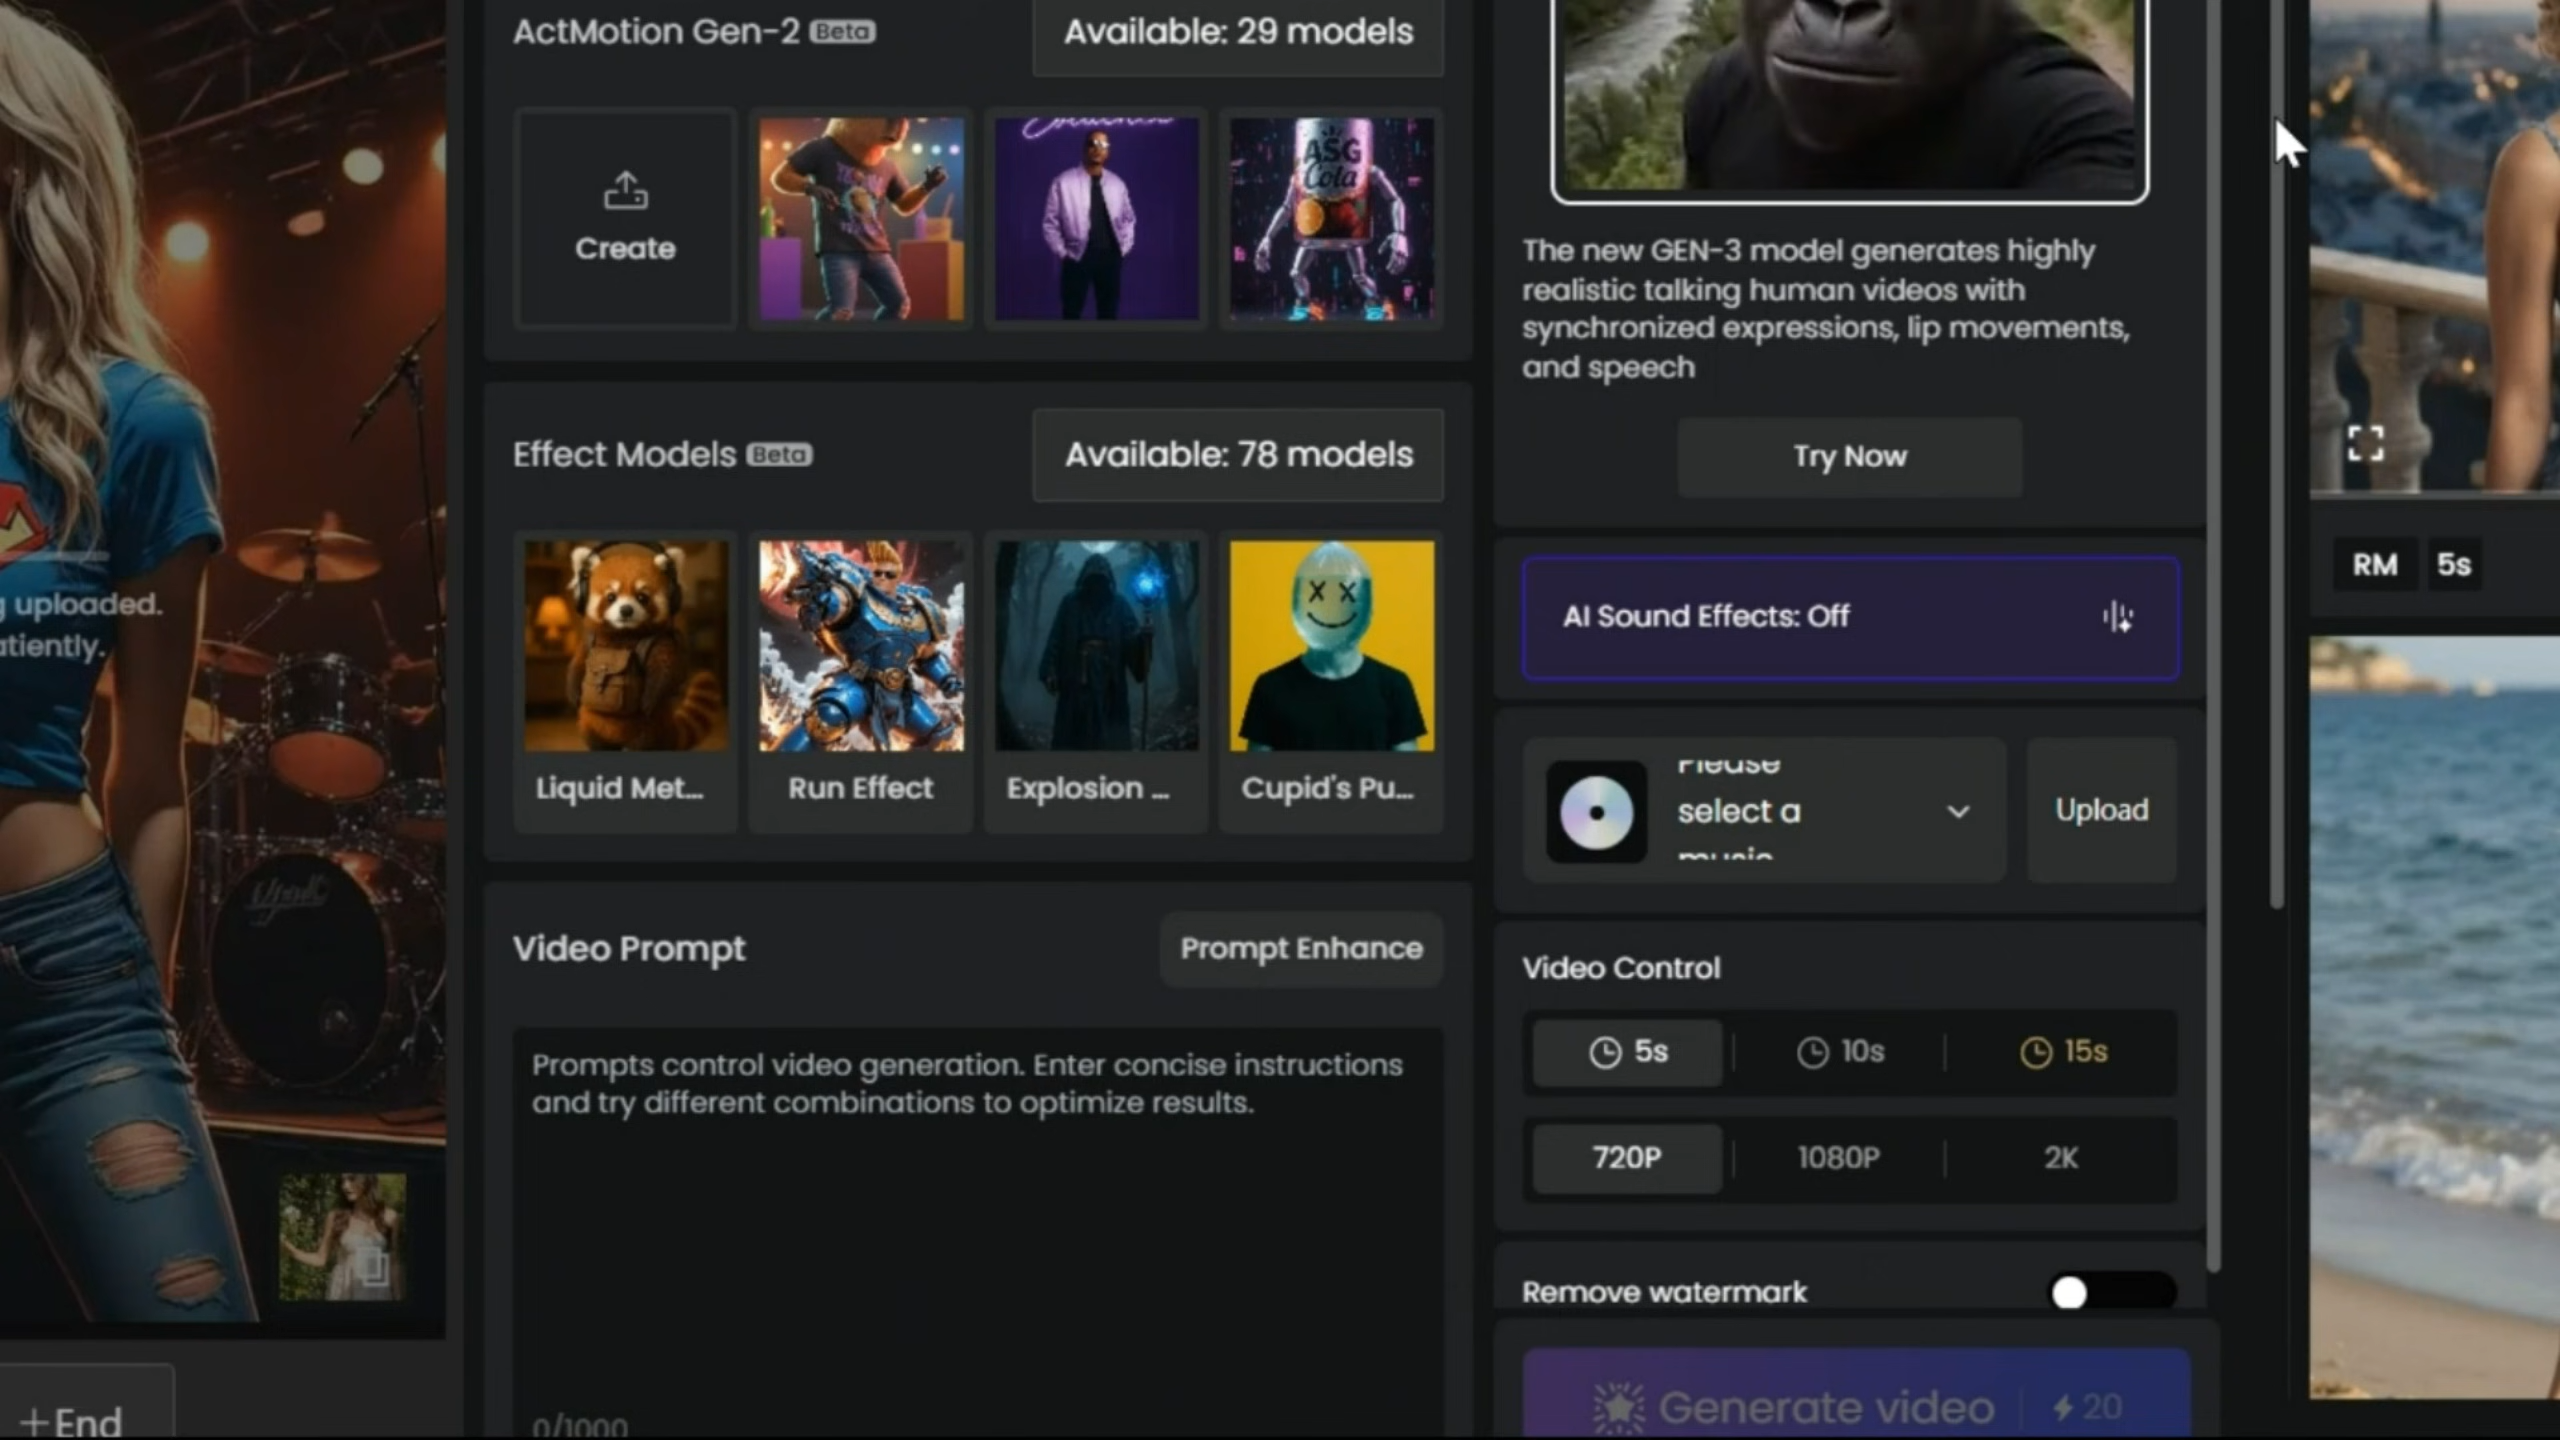 g uploaded.
atiently.
+End
ActMotion Gen-2 Beta
Available: 29 models
Create
ASG
Cola
Effect Models Beta
Available: 78 models
Liquid Met...
Run Effect
Explosion ...
Cupid's Pu...
Video Prompt
Prompt Enhance
Prompts control video generation. Enter concise instructions
and try different combinations to optimize results.
0/1000
The new GEN-3 model generates highly
realistic talking human videos with
synchronized expressions, lip movements,
and speech
Try Now
AI Sound Effects: Off
Please
select a
music
Upload
Video Control
5s
10s
15s
720P
1080P
2K
Remove watermark
Generate video
20
RM
5s